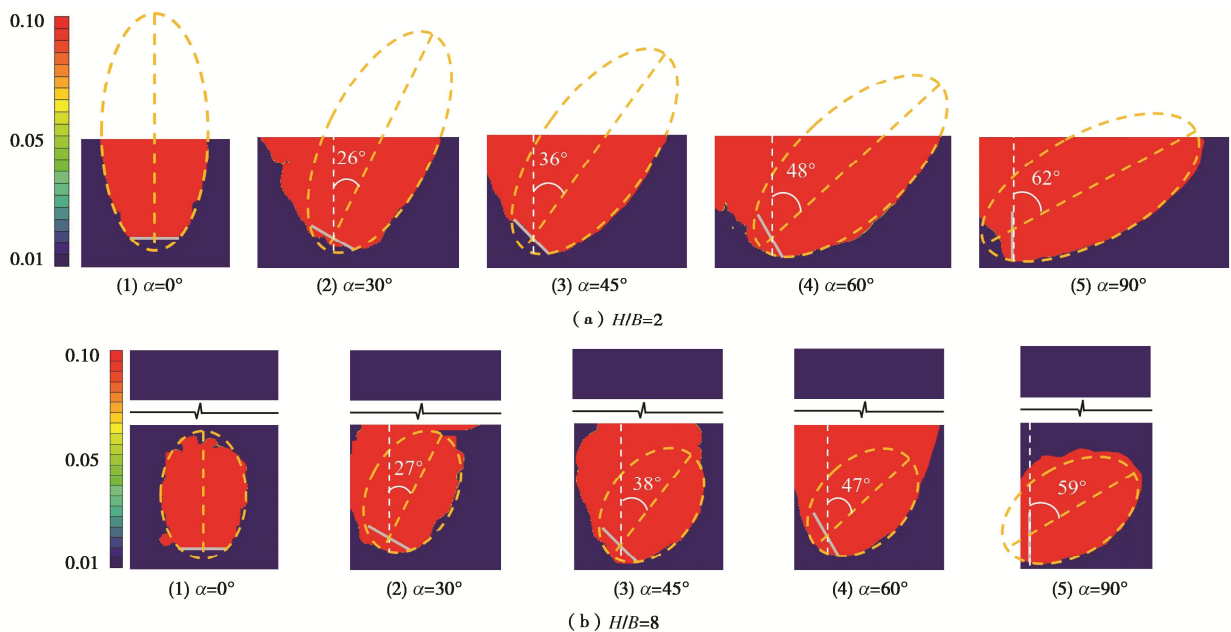 0.10
0.05
0.01
26°
36°
48°
62°
(1) α=0°
(2) α=30°
(3) α=45°
(4) α=60°
(5) α=90°
(a) H/B=2
0.10
0.05
0.01
27°
38°
47°
59°
(1) α=0°
(2) α=30°
(3) α=45°
(4) α=60°
(5) α=90°
(b) H/B=8